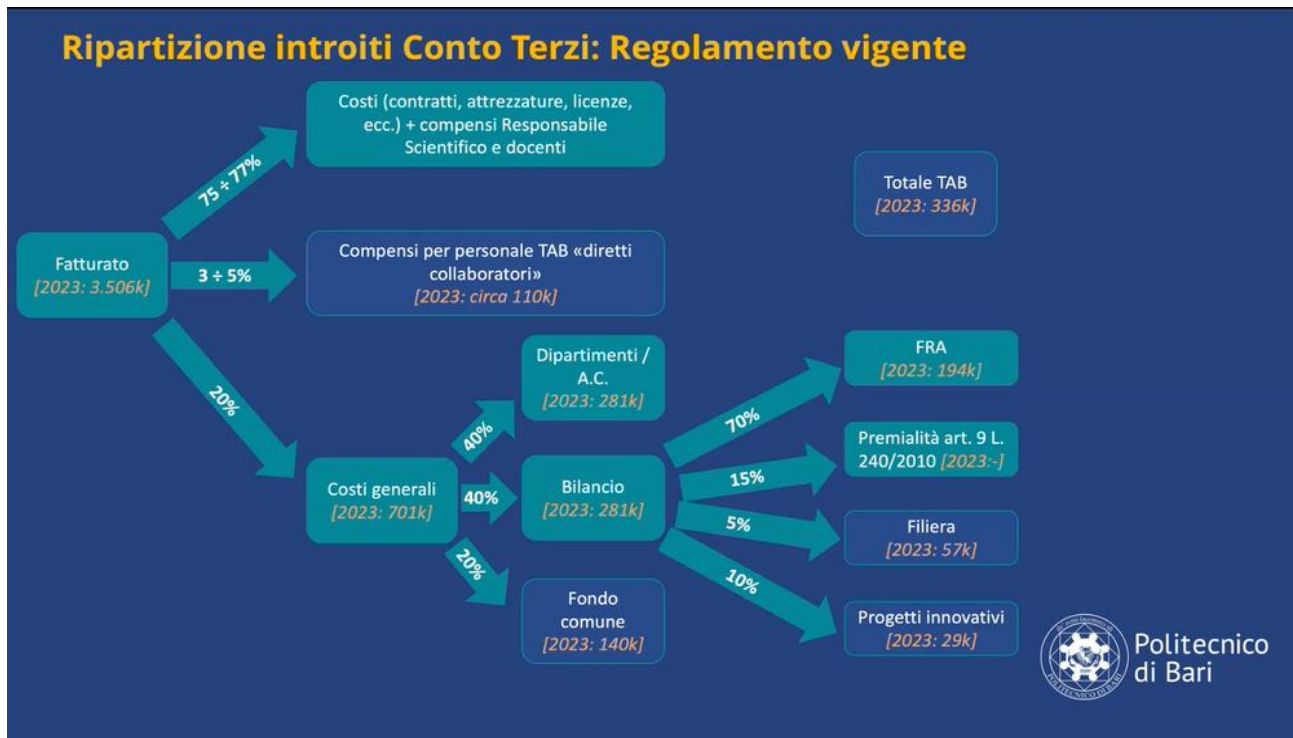 Ripartizione introiti Conto Terzi: Regolamento vigente
Costi (contratti, attrezzature, licenze,
ecc.) + compensi Responsabile
Scientifico e docenti
75 ÷ 77%
Totale TAB
[2023: 336k]
Fatturato
[2023: 3.506k]
3 ÷ 5%
Compensi per personale TAB «diretti
collaboratori»
[2023: circa 110k]
20%
Dipartimenti /
A.C.
[2023: 281k]
FRA
[2023: 194k]
40%
70%
Costi generali
[2023: 701k]
40%
Bilancio
[2023: 281k]
15%
Premialità art. 9 L.
240/2010 [2023:-]
5%
Filiera
[2023: 57k]
20%
10%
Fondo
comune
[2023: 140k]
Progetti innovativi
[2023: 29k]
Politecnico
di Bari
POLITECNICO DI BARI